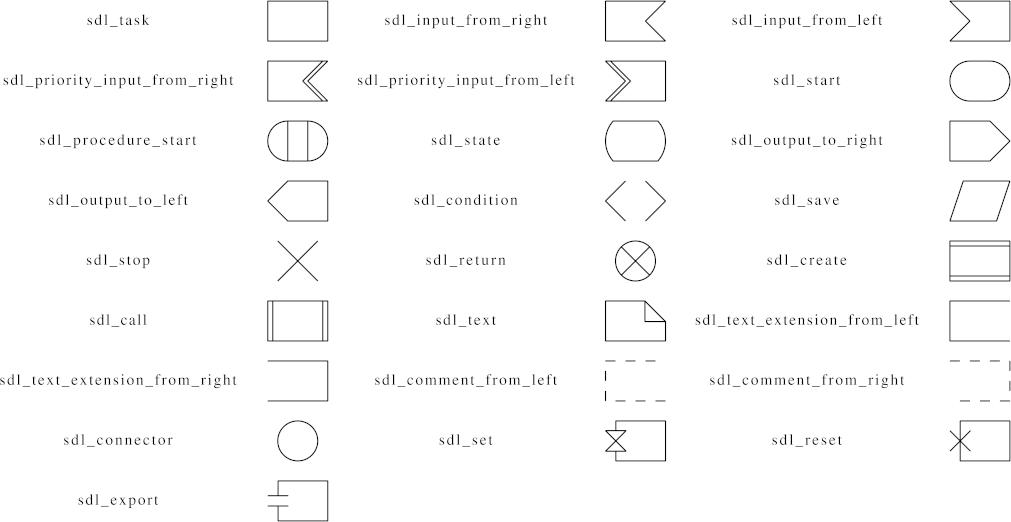 sdl_task sdl_input_from_right sdl_input_from_left
sdl_priority_input_from_right sdl_priority_input_from_left sdl_start
sdl_procedure_start sdl_state sdl_output_to_right
sdl_output_to_left sdl_condition sdl_save
sdl_stop sdl_return sdl_create
sdl_call sdl_text sdl_text_extension_from_left
sdl_text_extension_from_right sdl_comment_from_left sdl_comment_from_right
sdl_connector sdl_set sdl_reset
sdl_export